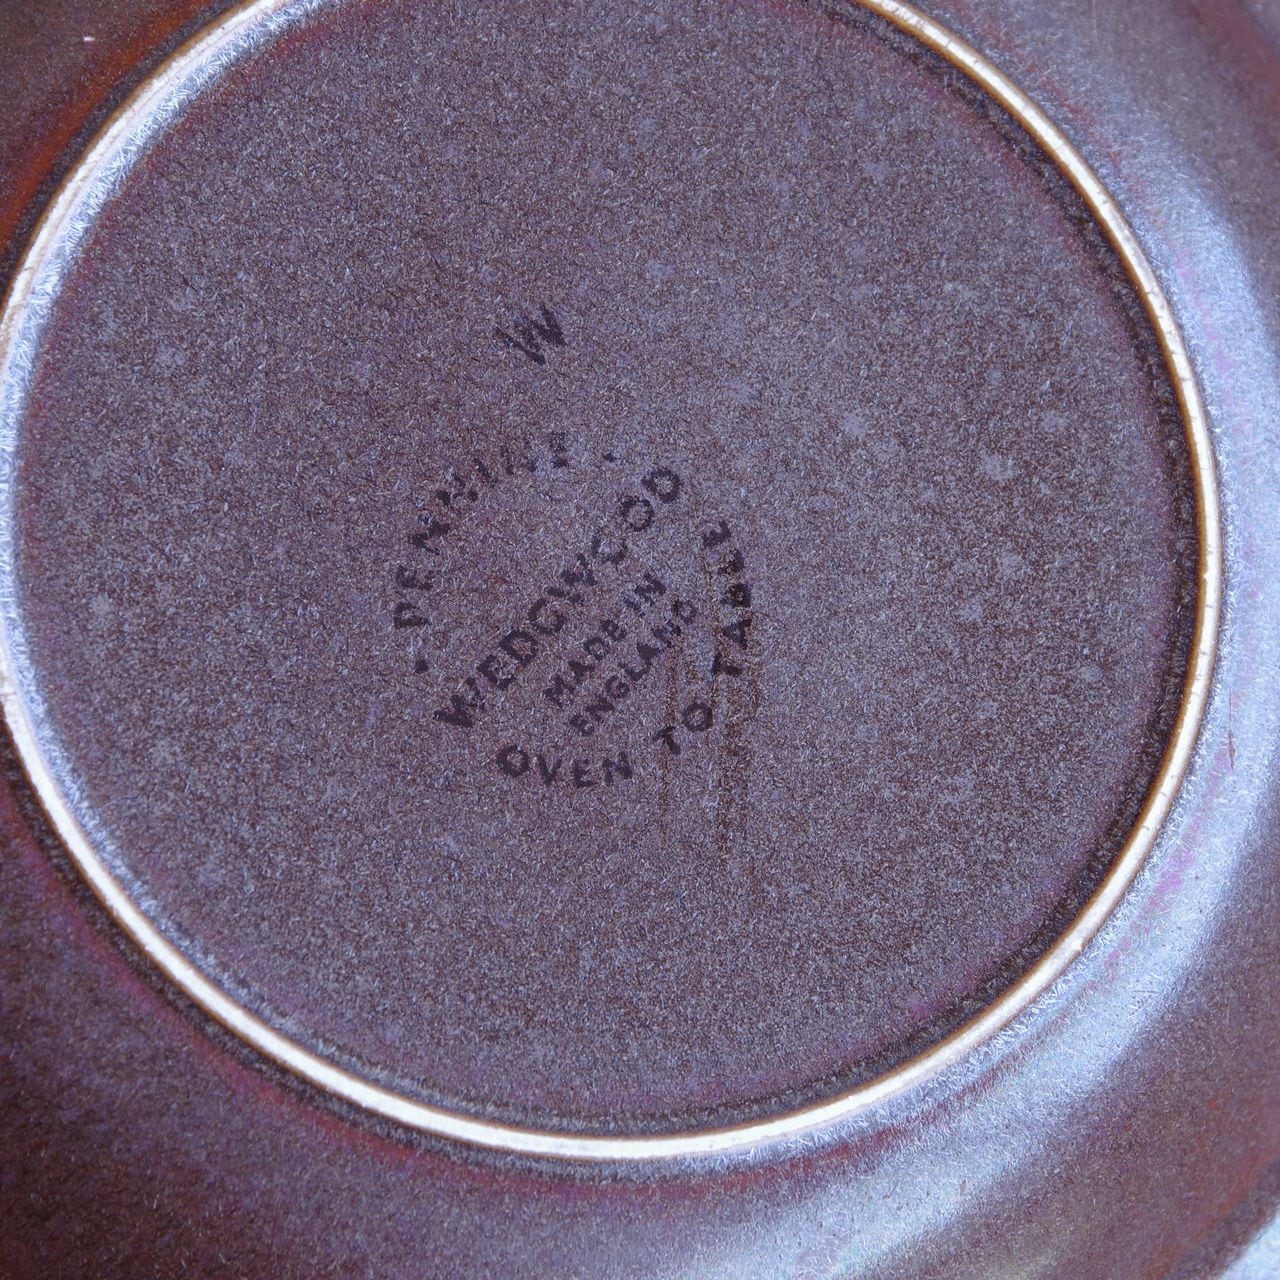 W
· PENNINE ·
WEDGWOOD
MADE IN
ENGLAND
OVEN TO TABLE